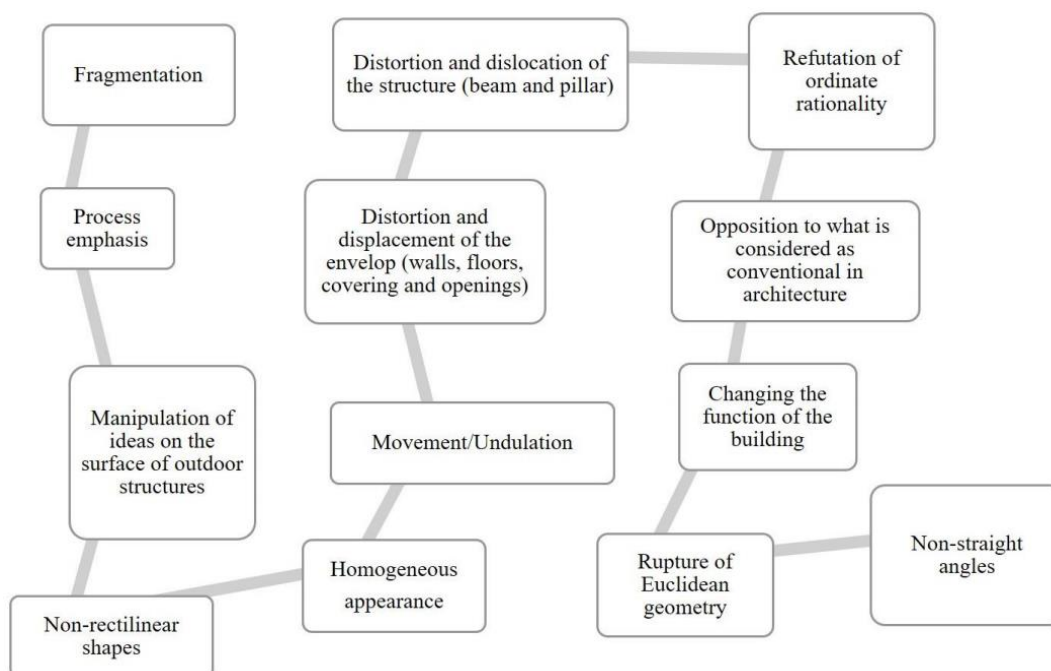 Fragmentation
Process
emphasis
Manipulation of
ideas on the
surface of outdoor
structures
Non-rectilinear
shapes
Homogeneous
appearance
Movement/Undulation
Distortion and
displacement of the
envelop (walls, floors,
covering and openings)
Distortion and dislocation of
the structure (beam and pillar)
Refutation of
ordinate
rationality
Opposition to what is
considered as
conventional in
architecture
Changing the
function of the
building
Rupture of
Euclidean
geometry
Non-straight
angles